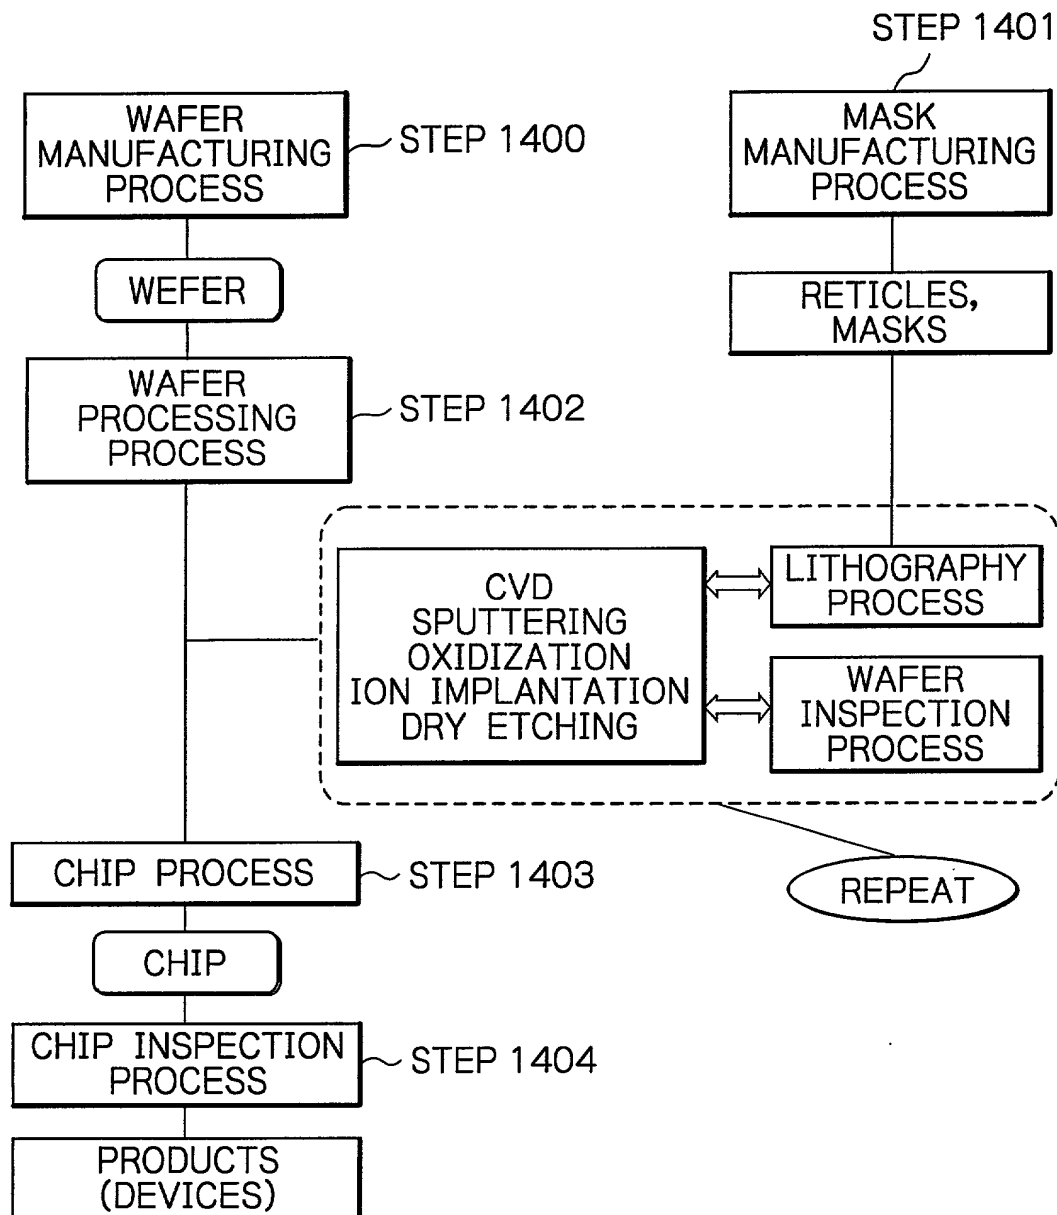 STEP 1401
WAFER
MANUFACTURING
PROCESS
STEP 1400
MASK
MANUFACTURING
PROCESS
WEFER
RETICLES,
MASKS
WAFER
PROCESSING
PROCESS
STEP 1402
CVD
SPUTTERING
OXIDIZATION
ION IMPLANTATION
DRY ETCHING
LITHOGRAPHY
PROCESS
WAFER
INSPECTION
PROCESS
CHIP PROCESS
STEP 1403
REPEAT
CHIP
CHIP INSPECTION
PROCESS
STEP 1404
PRODUCTS
(DEVICES)